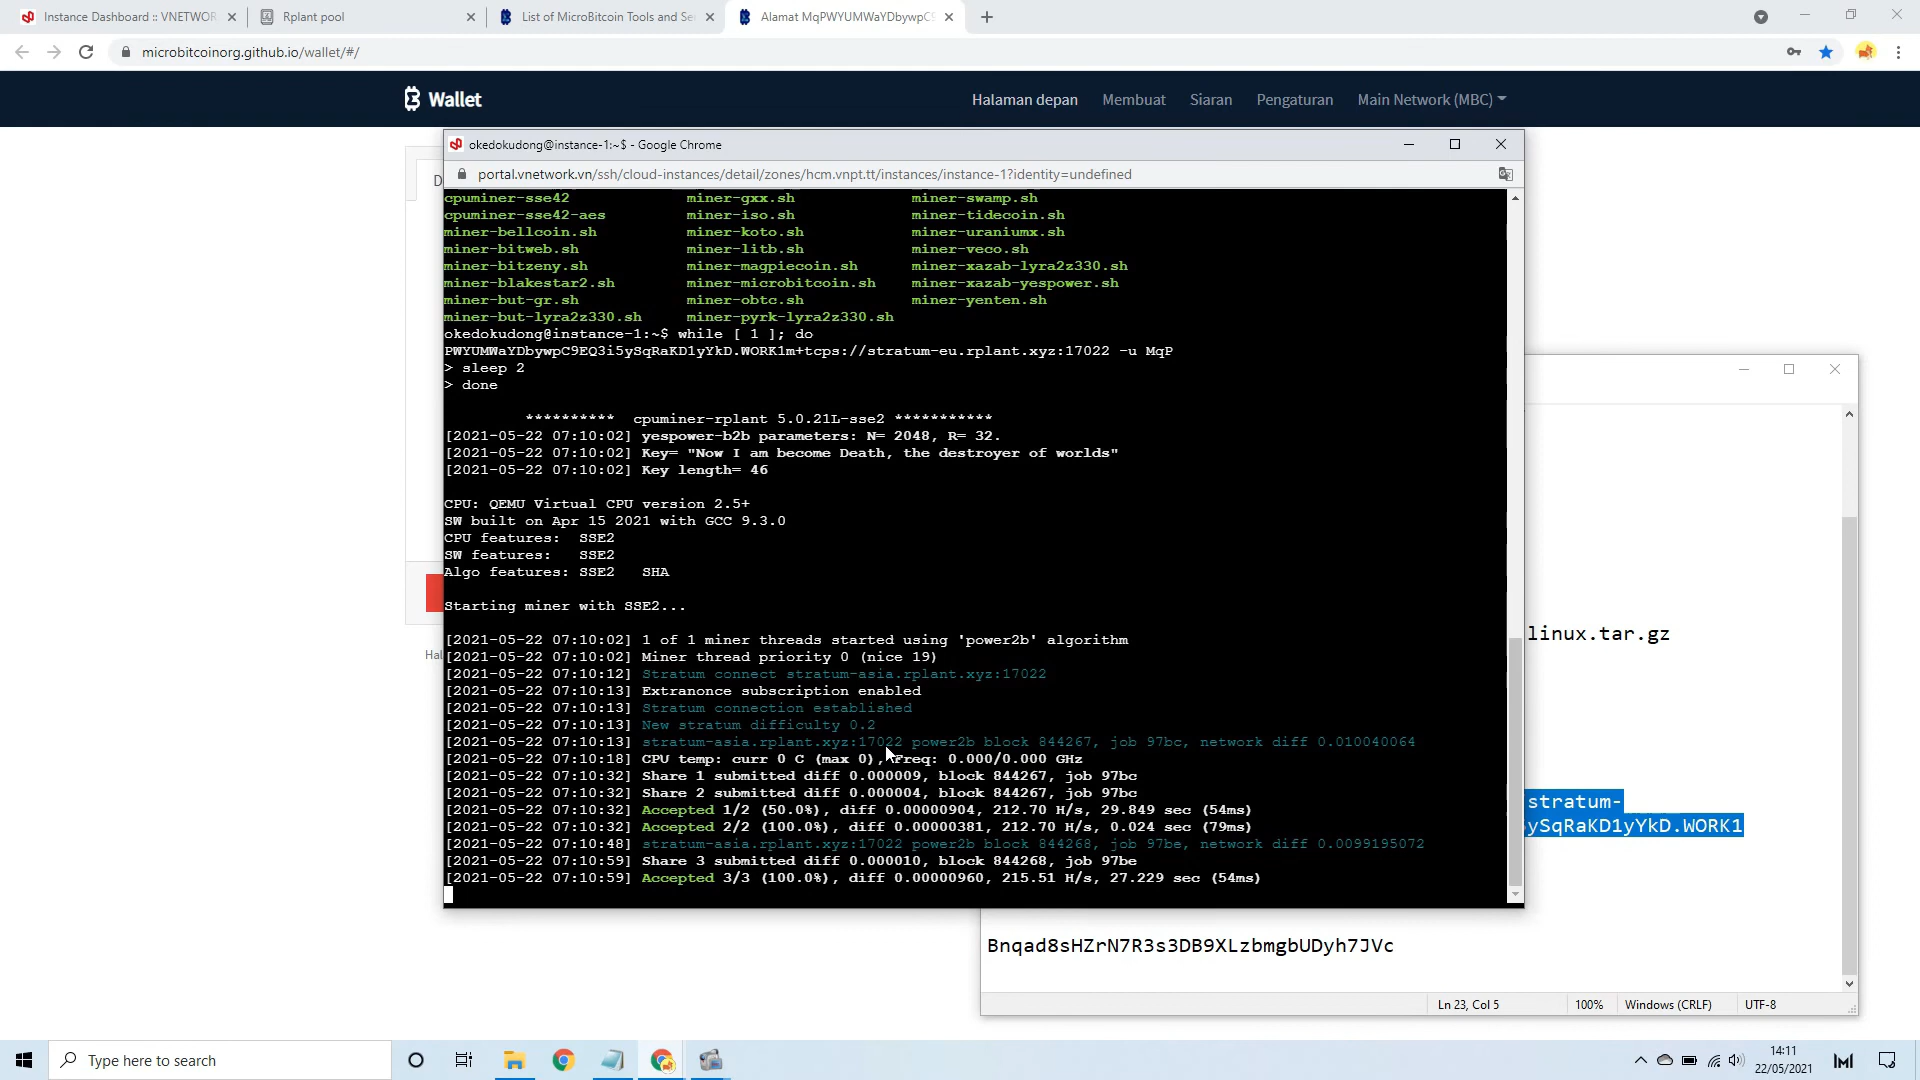 Instance Dashboard :: VNETWOR
Rplant pool
List of MicroBitcoin Tools and Se
Alamat MqPWYUMWaYDbywpC9
microbitcoinorg.github.io/wallet/#/
Wallet
Halaman depan
Membuat
Siaran
Pengaturan
Main Network (MBC)
D
Hal
okedokudong@instance-1:~$ - Google Chrome
portal.vnetwork.vn/ssh/cloud-instances/detail/zones/hcm.vnpt.tt/instances/instance-1?identity=undefined
cpuminer-sse42 miner-gxx.sh miner-swamp.sh
cpuminer-sse42-aes miner-iso.sh miner-tidecoin.sh
miner-bellcoin.sh miner-koto.sh miner-uraniumx.sh
miner-bitweb.sh miner-litb.sh miner-veco.sh
miner-bitzeny.sh miner-magpiecoin.sh miner-xazab-lyra2z330.sh
miner-blakestar2.sh miner-microbitcoin.sh miner-xazab-yespower.sh
miner-but-gr.sh miner-obtc.sh miner-yenten.sh
miner-but-lyra2z330.sh miner-pyrk-lyra2z330.sh
okedokudong@instance-1:~$ while [ 1 ]; do
PWYUMWaYDbywpC9EQ3i5ySqRaKD1yYkD.WORK1m+tcps://stratum-eu.rplant.xyz:17022 -u MqP
> sleep 2
> done
********** cpuminer-rplant 5.0.21L-sse2 ***********
[2021-05-22 07:10:02] yespower-b2b parameters: N= 2048, R= 32.
[2021-05-22 07:10:02] Key= "Now I am become Death, the destroyer of worlds"
[2021-05-22 07:10:02] Key length= 46
CPU: QEMU Virtual CPU version 2.5+
SW built on Apr 15 2021 with GCC 9.3.0
CPU features: SSE2
SW features: SSE2
Algo features: SSE2 SHA
Starting miner with SSE2...
[2021-05-22 07:10:02] 1 of 1 miner threads started using 'power2b' algorithm
[2021-05-22 07:10:02] Miner thread priority 0 (nice 19)
[2021-05-22 07:10:12] Stratum connect stratum-asia.rplant.xyz:17022
[2021-05-22 07:10:13] Extranonce subscription enabled
[2021-05-22 07:10:13] Stratum connection established
[2021-05-22 07:10:13] New stratum difficulty 0.2
[2021-05-22 07:10:13] stratum-asia.rplant.xyz:17022 power2b block 844267, job 97bc, network diff 0.010040064
[2021-05-22 07:10:18] CPU temp: curr 0 C (max 0), Freq: 0.000/0.000 GHz
[2021-05-22 07:10:32] Share 1 submitted diff 0.000009, block 844267, job 97bc
[2021-05-22 07:10:32] Share 2 submitted diff 0.000004, block 844267, job 97bc
[2021-05-22 07:10:32] Accepted 1/2 (50.0%), diff 0.00000904, 212.70 H/s, 29.849 sec (54ms)
[2021-05-22 07:10:32] Accepted 2/2 (100.0%), diff 0.00000381, 212.70 H/s, 0.024 sec (79ms)
[2021-05-22 07:10:48] stratum-asia.rplant.xyz:17022 power2b block 844268, job 97be, network diff 0.0099195072
[2021-05-22 07:10:59] Share 3 submitted diff 0.000010, block 844268, job 97be
[2021-05-22 07:10:59] Accepted 3/3 (100.0%), diff 0.00000960, 215.51 H/s, 27.229 sec (54ms)
linux.tar.gz
stratum-
ySqRaKD1yYkD.WORK1
Bnqad8sHZrN7R3s3DB9XLzbmgbUDyh7JVc
Ln 23, Col 5
100%
Windows (CRLF)
UTF-8
Type here to search
14:11
22/05/2021